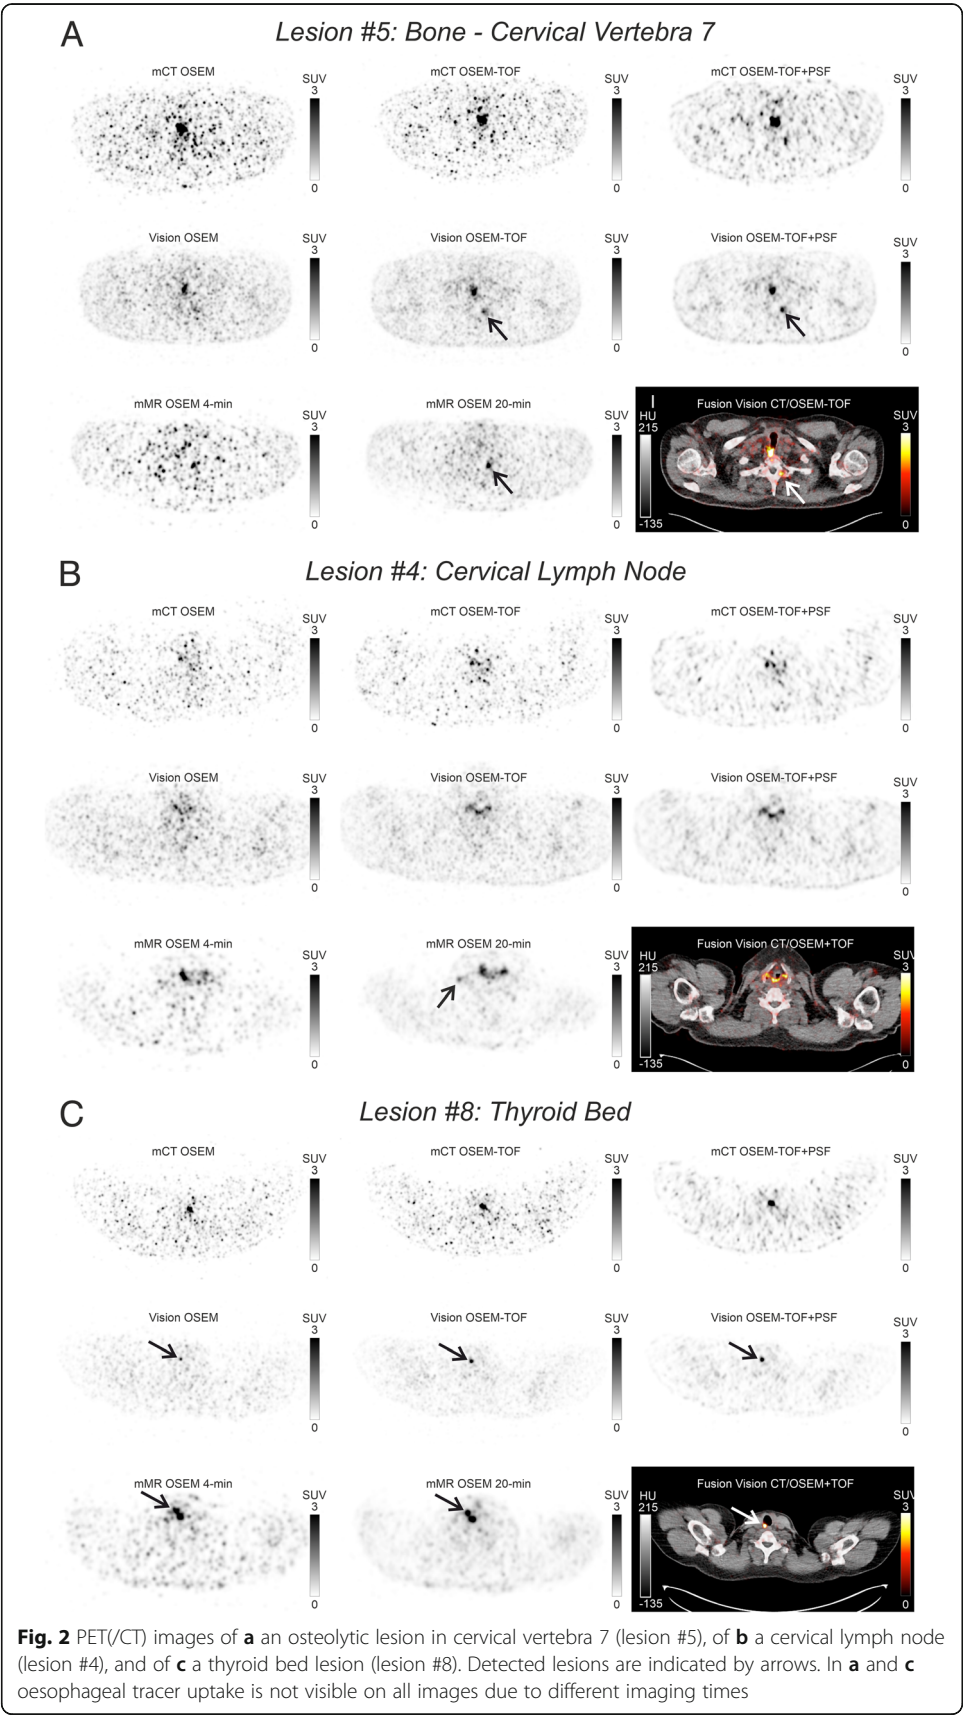 A
Lesion #5: Bone - Cervical Vertebra 7
mCT OSEM
SUV
3
0
mCT OSEM-TOF
SUV
3
0
mCT OSEM-TOF+PSF
SUV
3
0
Vision OSEM
SUV
3
0
Vision OSEM-TOF
SUV
3
0
Vision OSEM-TOF+PSF
SUV
3
0
mMR OSEM 4-min
SUV
3
0
mMR OSEM 20-min
SUV
3
0
Fusion Vision CT/OSEM-TOF
HU
215
-135
SUV
3
0
B
Lesion #4: Cervical Lymph Node
mCT OSEM
SUV
3
0
mCT OSEM-TOF
SUV
3
0
mCT OSEM-TOF+PSF
SUV
3
0
Vision OSEM
SUV
3
0
Vision OSEM-TOF
SUV
3
0
Vision OSEM-TOF+PSF
SUV
3
0
mMR OSEM 4-min
SUV
3
0
mMR OSEM 20-min
SUV
3
0
Fusion Vision CT/OSEM+TOF
HU
215
-135
SUV
3
0
C
Lesion #8: Thyroid Bed
mCT OSEM
SUV
3
0
mCT OSEM-TOF
SUV
3
0
mCT OSEM-TOF+PSF
SUV
3
0
Vision OSEM
SUV
3
0
Vision OSEM-TOF
SUV
3
0
Vision OSEM-TOF+PSF
SUV
3
0
mMR OSEM 4-min
SUV
3
0
mMR OSEM 20-min
SUV
3
0
Fusion Vision CT/OSEM+TOF
HU
215
-135
SUV
3
0
Fig. 2 PET(/CT) images of a an osteolytic lesion in cervical vertebra 7 (lesion #5), of b a cervical lymph node
(lesion #4), and of c a thyroid bed lesion (lesion #8). Detected lesions are indicated by arrows. In a and c
oesophageal tracer uptake is not visible on all images due to different imaging times